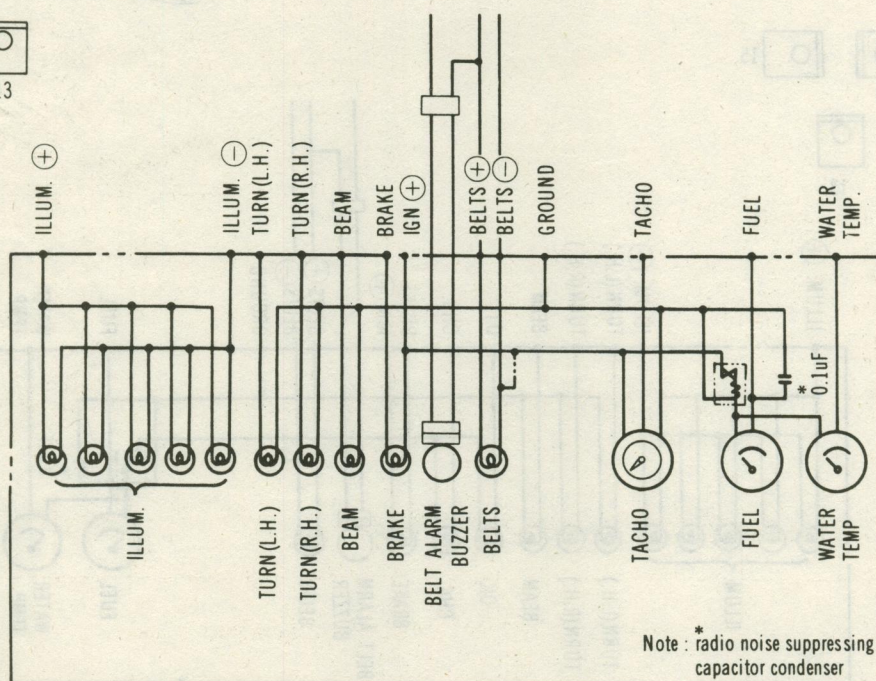 3
ILLUM. ⊕
ILLUM. ⊖
TURN(L.H.)
TURN(R.H.)
BEAM
BRAKE
IGN ⊕
BELTS ⊕
BELTS ⊖
GROUND
TACHO
FUEL
WATER
TEMP.
* 0.1uF
ILLUM.
TURN(L.H.)
TURN(R.H.)
BEAM
BRAKE
BELT ALARM
BUZZER
BELTS
TACHO
FUEL
WATER
TEMP
Note : * radio noise suppressing
capacitor condenser